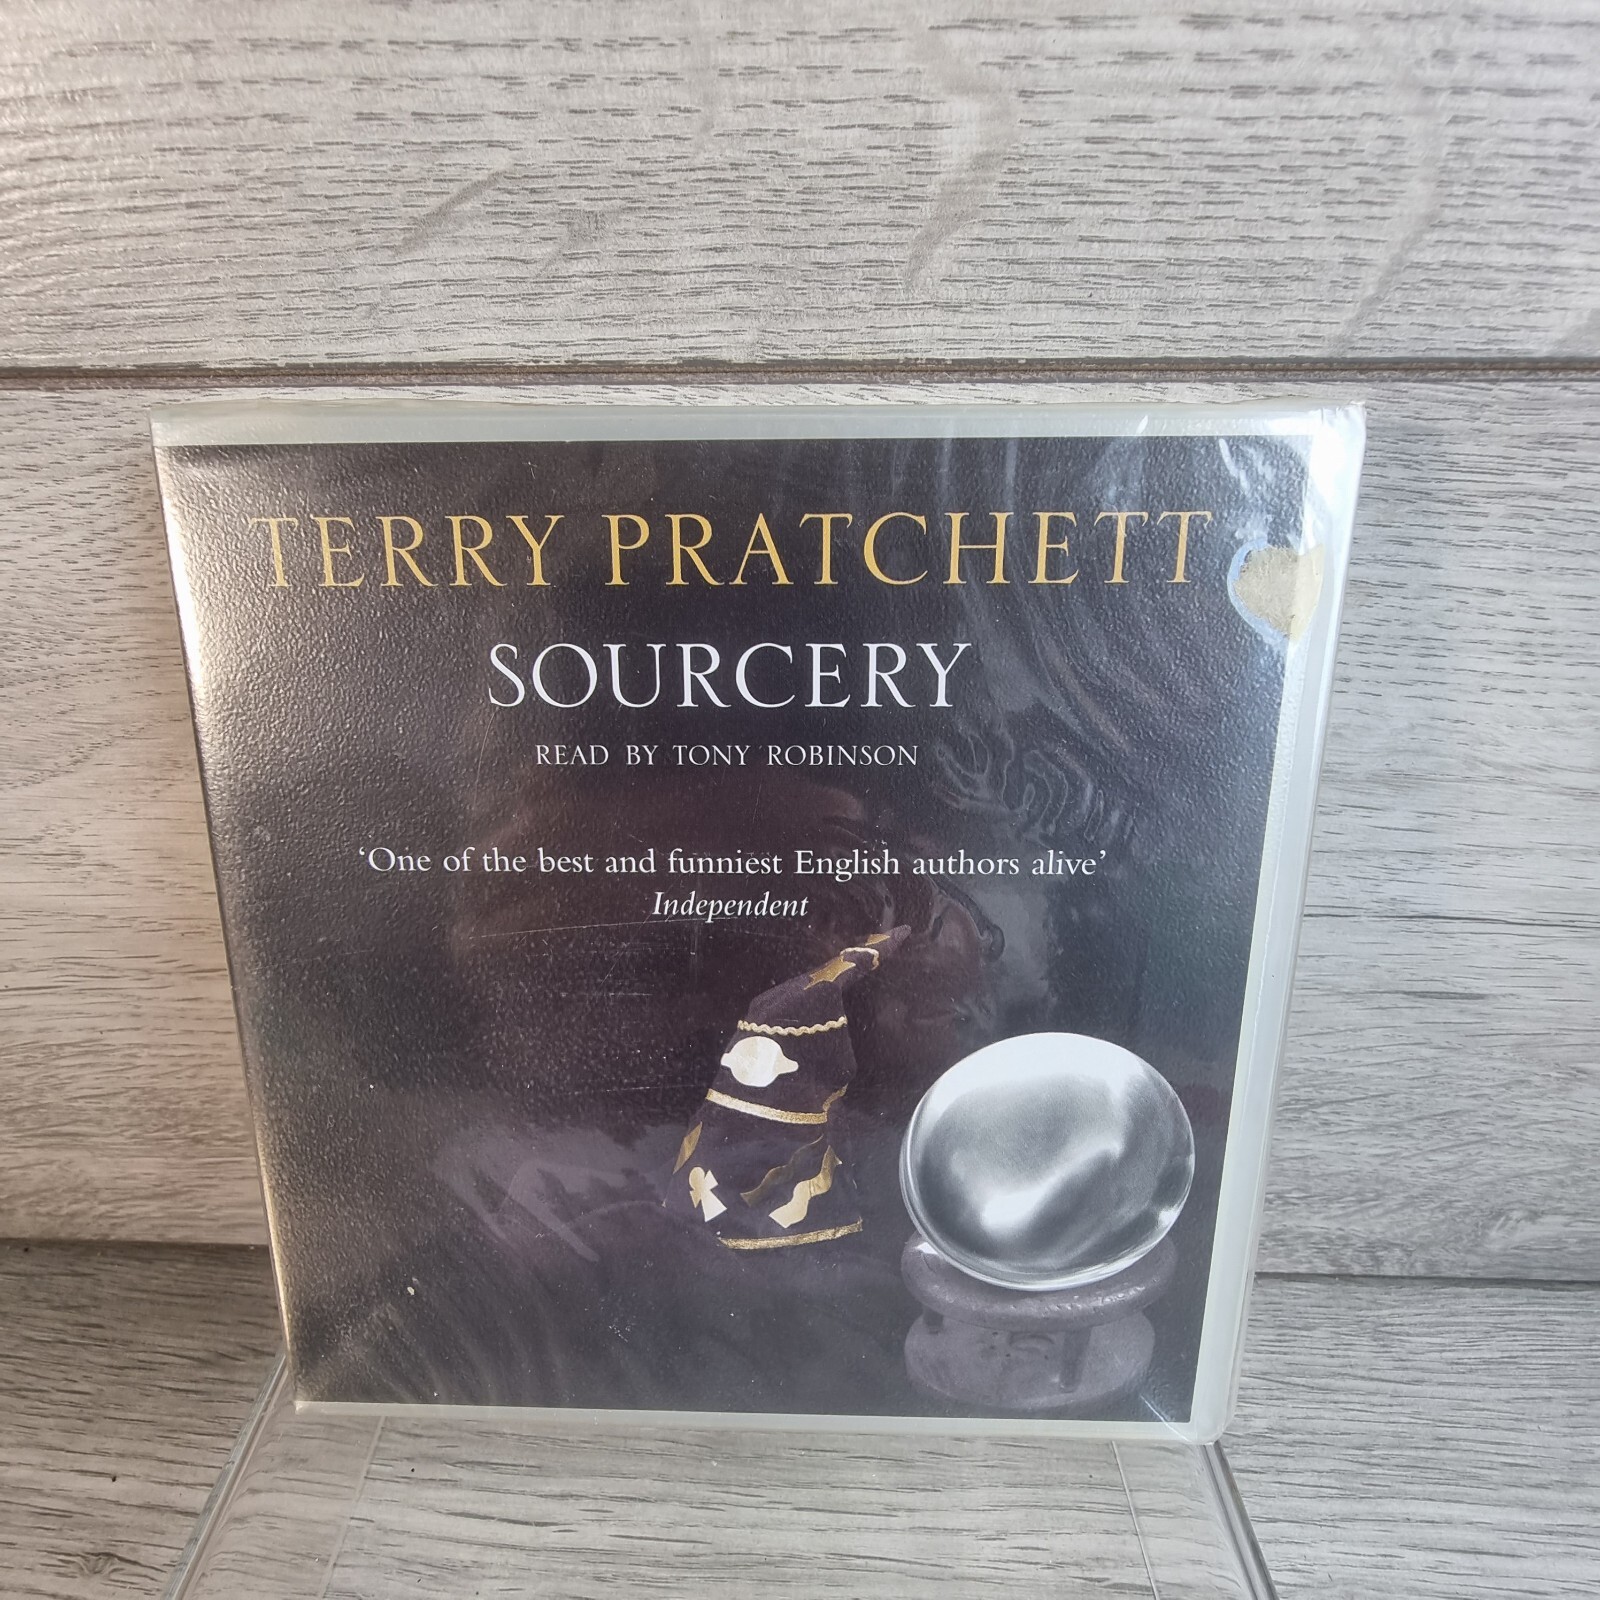 TERRY PRATCHETT
SOURCERY
READ BY TONY ROBINSON
‘One of the best and funniest English authors alive’
Independent